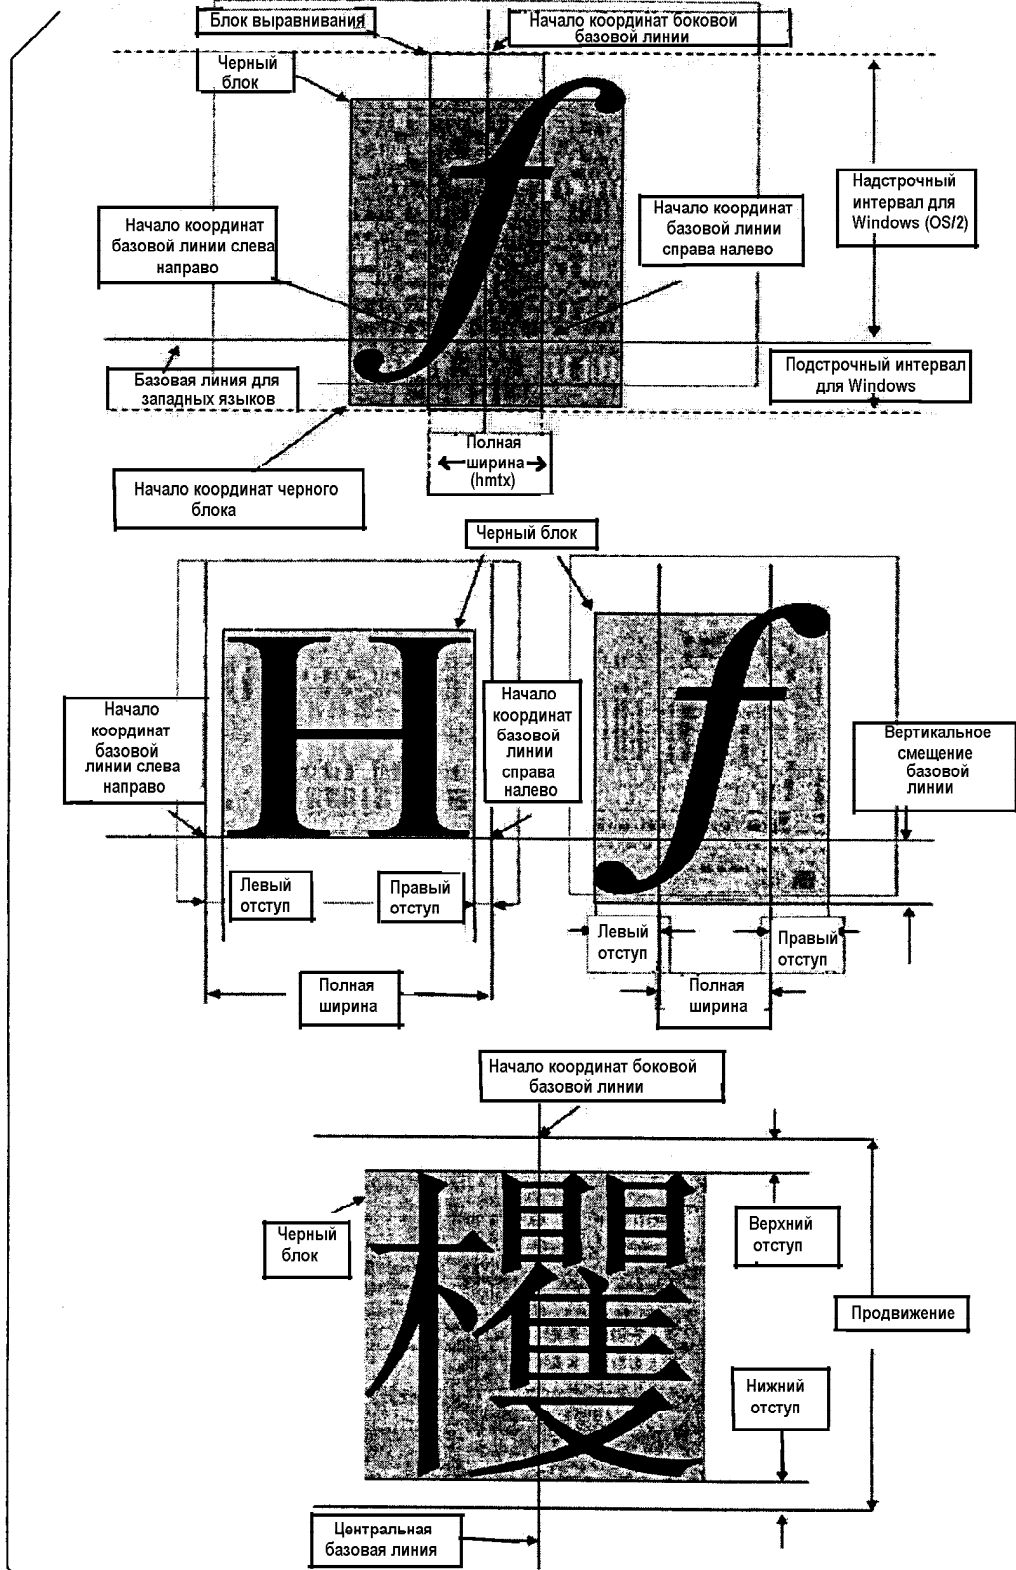 Блок выравнивания
Начало координат боковой
базовой линии
Черный
блок
f
Надстрочный
интервал для
Windows (OS/2)
Начало координат
базовой линии слева
направо
Начало координат
базовой линии
справа налево
Базовая линия для
западных языков
Подстрочный интервал
для Windows
Полная
ширина
(hmtx)
Начало координат черного
блока
Черный блок
H
f
Начало
координат
базовой
линии слева
направо
Начало
координат
базовой
линии
справа
налево
Вертикальное
смещение
базовой
линии
Левый
отступ
Правый
отступ
Левый
отступ
Правый
отступ
Полная
ширина
Полная
ширина
Начало координат боковой
базовой линии
Черный
блок
Верхний
отступ
Продвижение
Нижний
отступ
Центральная
базовая линия